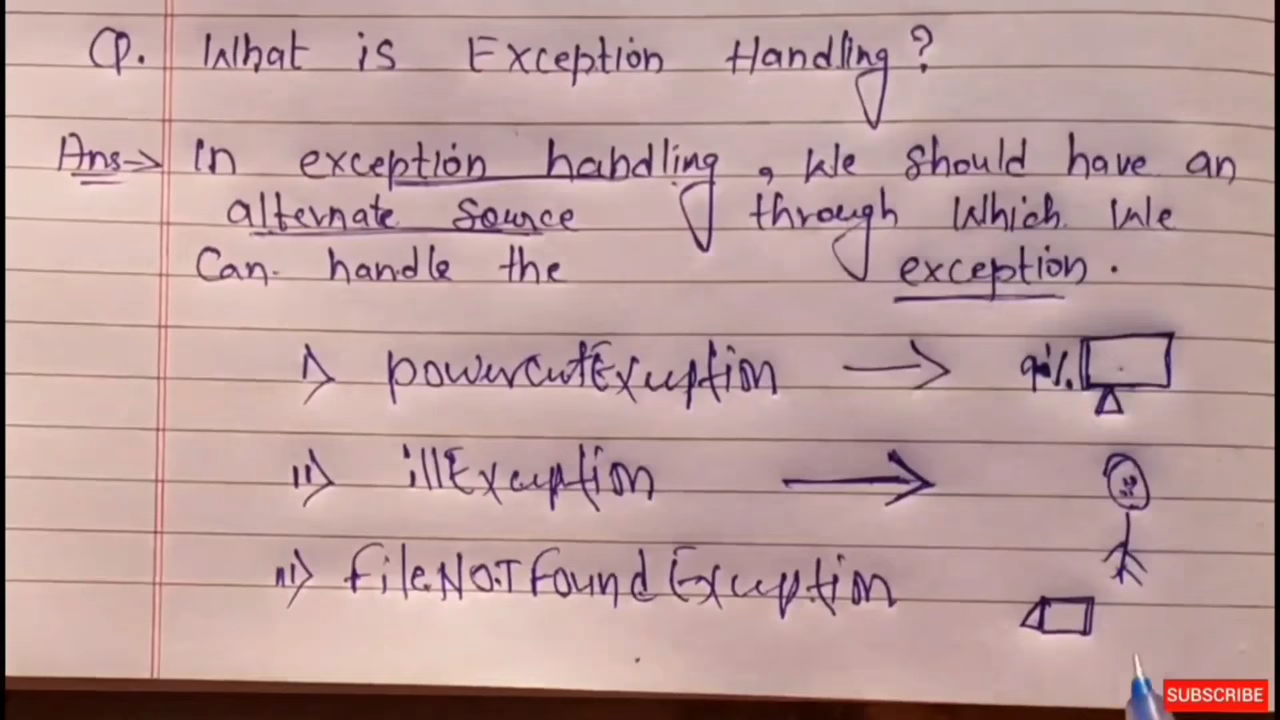 Q. What is Exception Handling?
Ans→ In exception handling, we should have an
alternate source through which we
can. handle the exception.
i) powercutException → 90%.
ii) illException →
iii) fileNOTFoundException
SUBSCRIBE